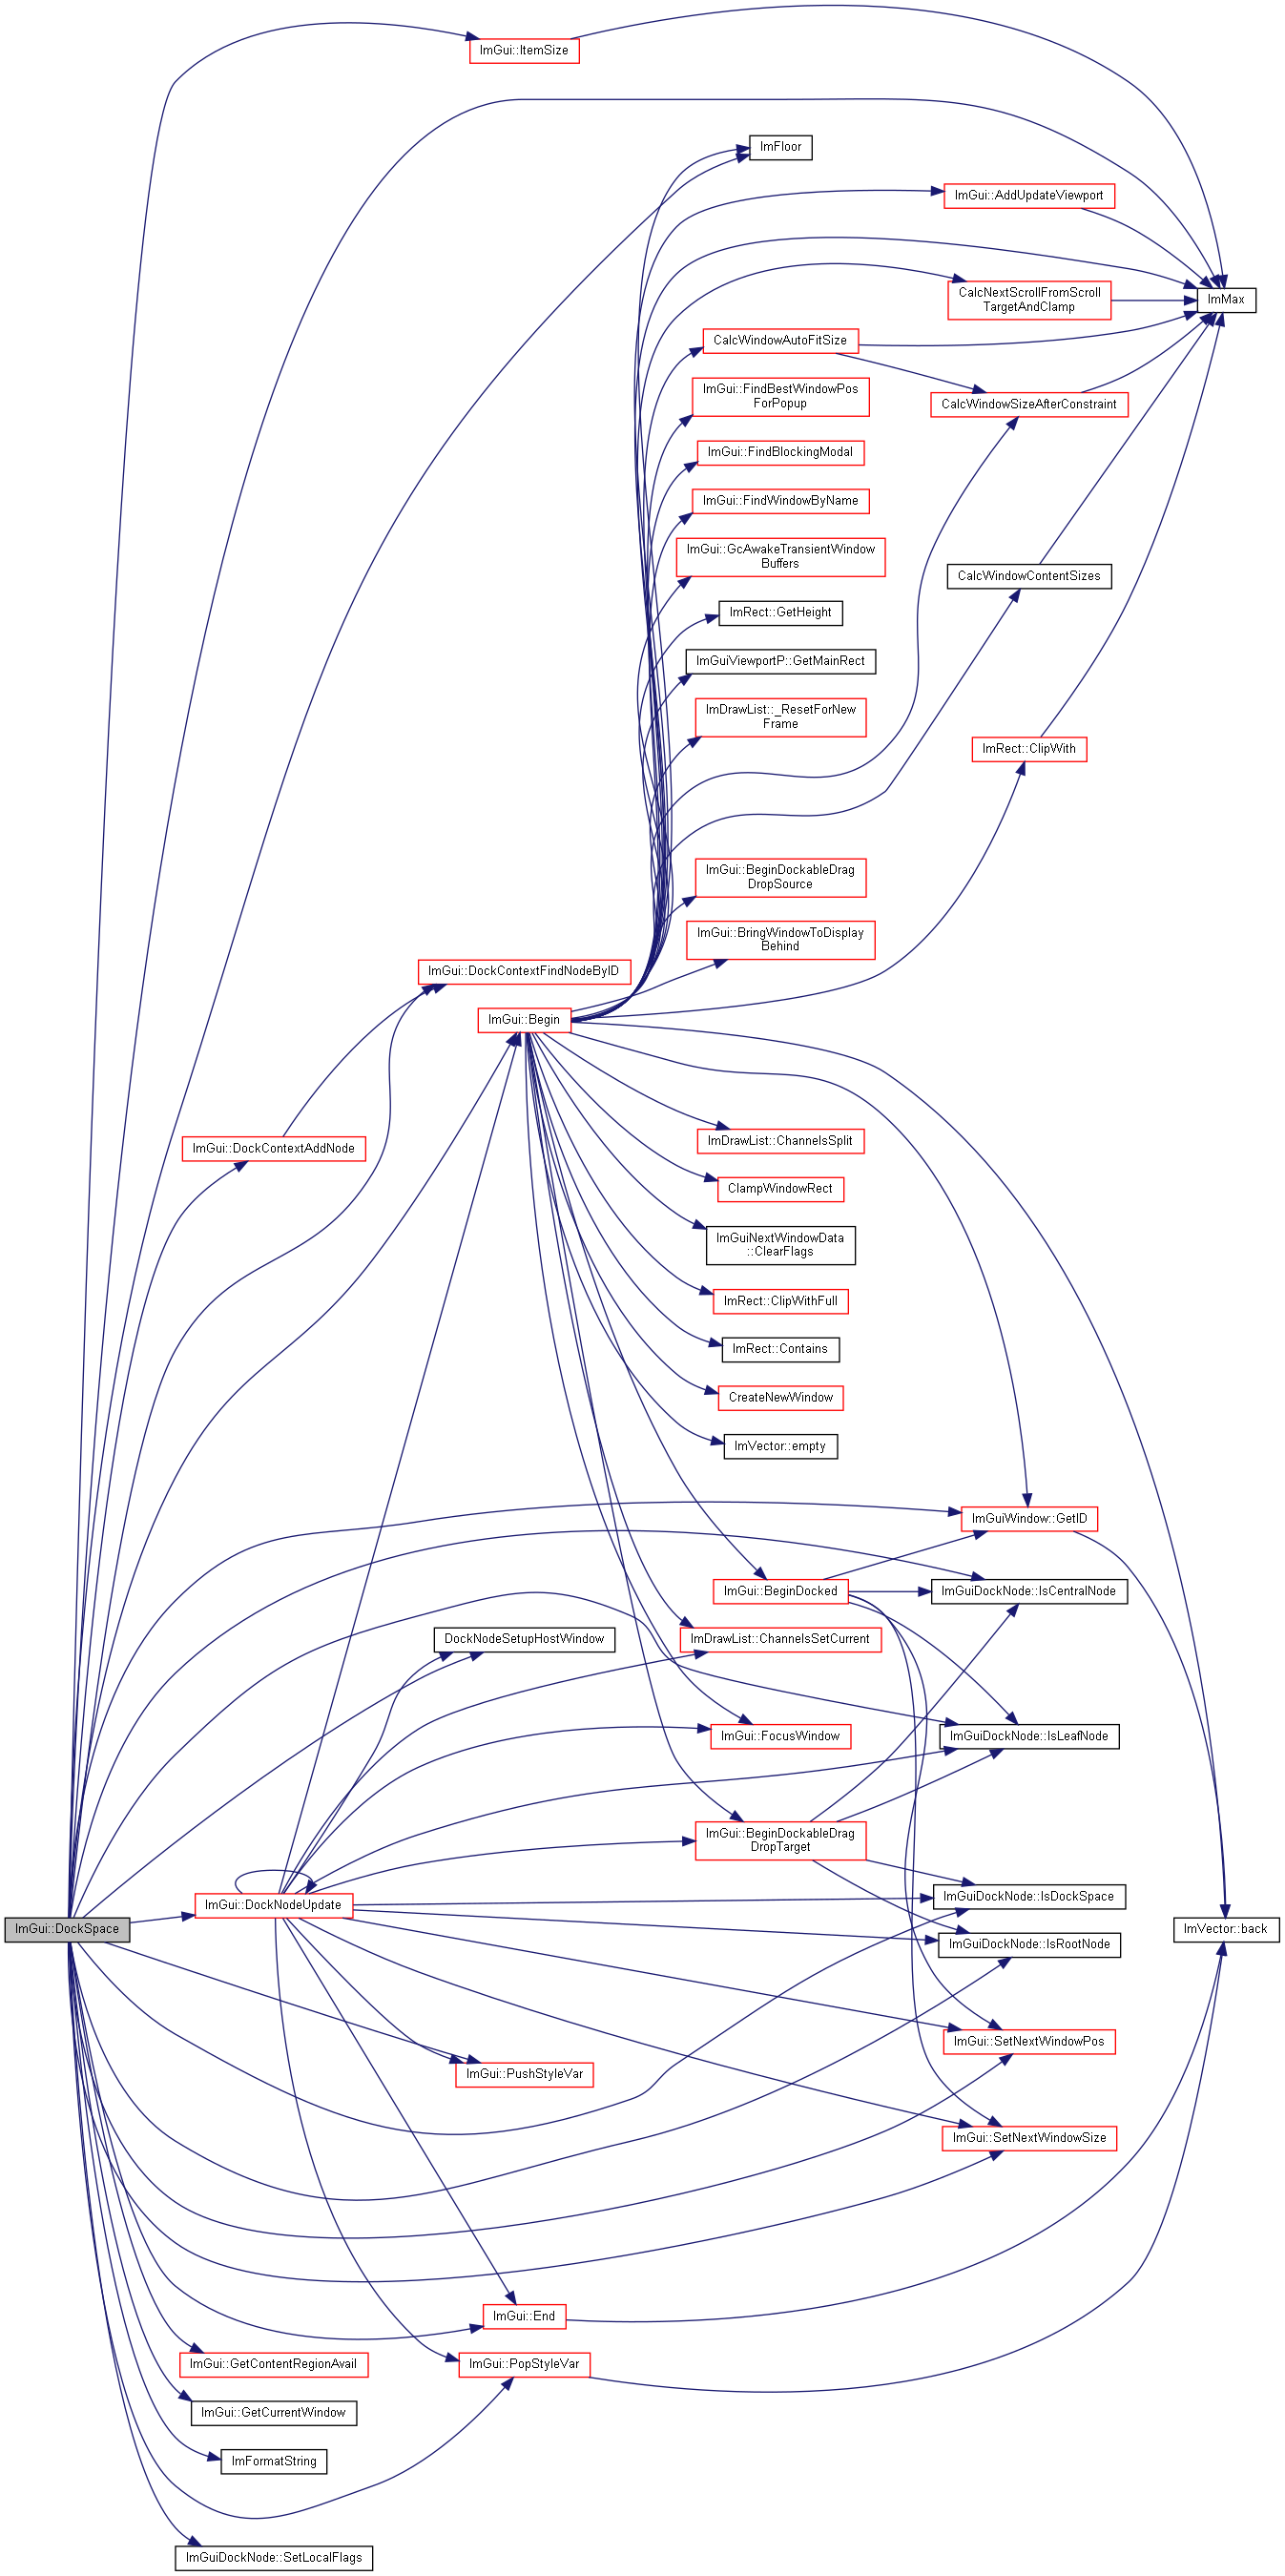 ImGui::ItemSize
ImFloor
ImGui::AddUpdateViewport
CalcNextScrollFromScroll
TargetAndClamp
ImMax
CalcWindowAutoFitSize
ImGui::FindBestWindowPos
ForPopup
CalcWindowSizeAfterConstraint
ImGui::FindBlockingModal
ImGui::FindWindowByName
ImGui::GcAwakeTransientWindow
Buffers
CalcWindowContentSizes
ImRect::GetHeight
ImGuiViewportP::GetMainRect
ImDrawList::_ResetForNew
Frame
ImRect::ClipWith
ImGui::BeginDockableDrag
DropSource
ImGui::BringWindowToDisplay
Behind
ImGui::DockContextFindNodeByID
ImGui::Begin
ImDrawList::ChannelsSplit
ImGui::DockContextAddNode
ClampWindowRect
ImGuiNextWindowData
::ClearFlags
ImRect::ClipWithFull
ImRect::Contains
CreateNewWindow
ImVector::empty
ImGuiWindow::GetID
ImGui::BeginDocked
ImGuiDockNode::IsCentralNode
DockNodeSetupHostWindow
ImDrawList::ChannelsSetCurrent
ImGui::FocusWindow
ImGuiDockNode::IsLeafNode
ImGui::BeginDockableDrag
DropTarget
ImGui::DockNodeUpdate
ImGuiDockNode::IsDockSpace
ImGui::DockSpace
ImVector::back
ImGuiDockNode::IsRootNode
ImGui::SetNextWindowPos
ImGui::PushStyleVar
ImGui::SetNextWindowSize
ImGui::End
ImGui::GetContentRegionAvail
ImGui::PopStyleVar
ImGui::GetCurrentWindow
ImFormatString
ImGuiDockNode::SetLocalFlags